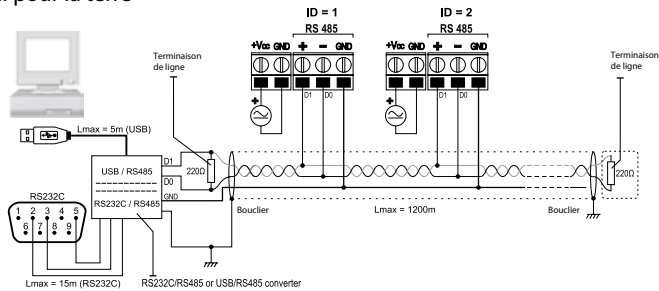 pour la terre
ID = 1
ID = 2
RS 485
RS 485
+Vcc GND + − GND
+Vcc GND + − GND
Terminaison
de ligne
Terminaison
de ligne
+
+
D1 D0
D1 D0
Lmax = 5m (USB)
USB / RS485
RS232C / RS485
D1
D0
GND
220Ω
220Ω
RS232C
1 2 3 4 5
6 7 8 9
Bouclier
Lmax = 1200m
Bouclier
Lmax = 15m (RS232C)
RS232C/RS485 or USB/RS485 converter